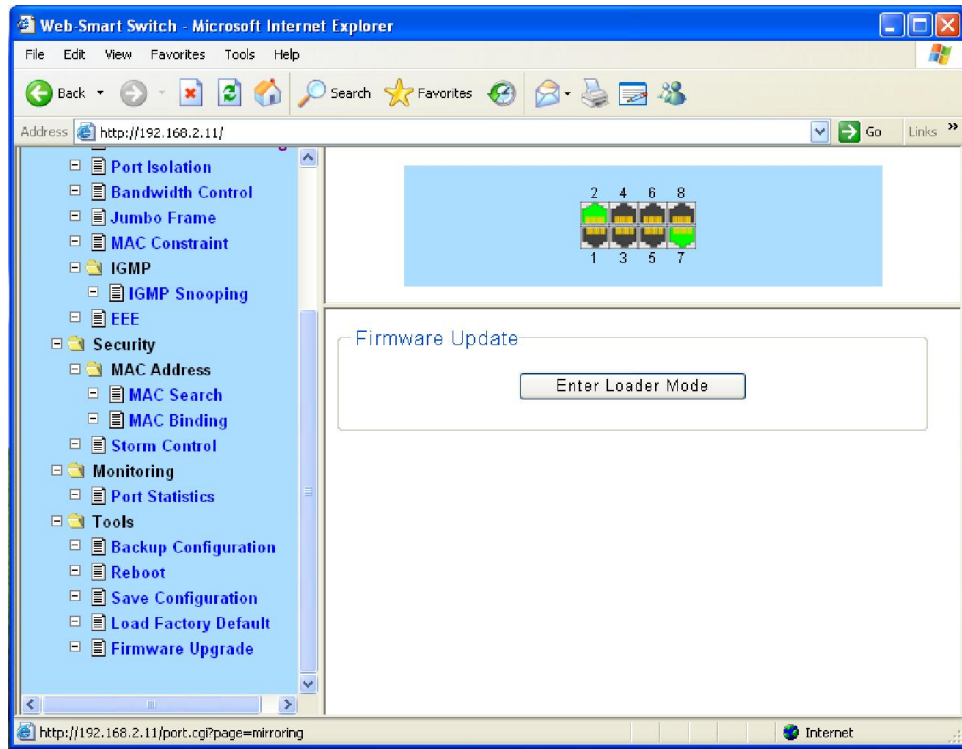 Web-Smart Switch - Microsoft Internet Explorer
File Edit View Favorites Tools Help
Back Search Favorites
Address http://192.168.2.11/ Go Links »
Port Isolation
Bandwidth Control
Jumbo Frame
MAC Constraint
IGMP
IGMP Snooping
EEE
Security
MAC Address
MAC Search
MAC Binding
Storm Control
Monitoring
Port Statistics
Tools
Backup Configuration
Reboot
Save Configuration
Load Factory Default
Firmware Upgrade
2 4 6 8
1 3 5 7
Firmware Update
Enter Loader Mode
http://192.168.2.11/port.cgi?page=mirroring Internet